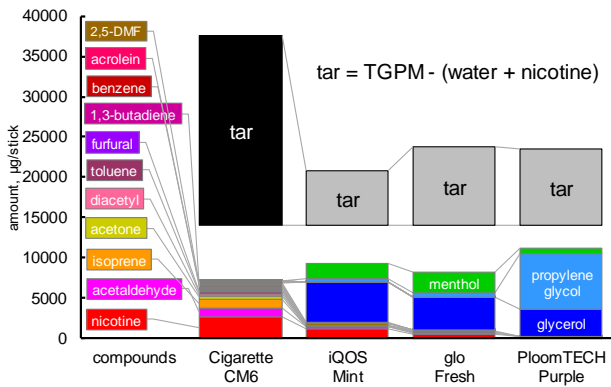 40000
35000
30000
25000
20000
15000
10000
5000
0
amount, µg/stick
2,5-DMF
acrolein
benzene
1,3-butadiene
furfural
toluene
diacetyl
acetone
isoprene
acetaldehyde
nicotine
tar = TGPM - (water + nicotine)
tar
tar
tar
tar
menthol
propylene
glycol
glycerol
compounds
Cigarette
CM6
iQOS
Mint
glo
Fresh
PloomTECH
Purple